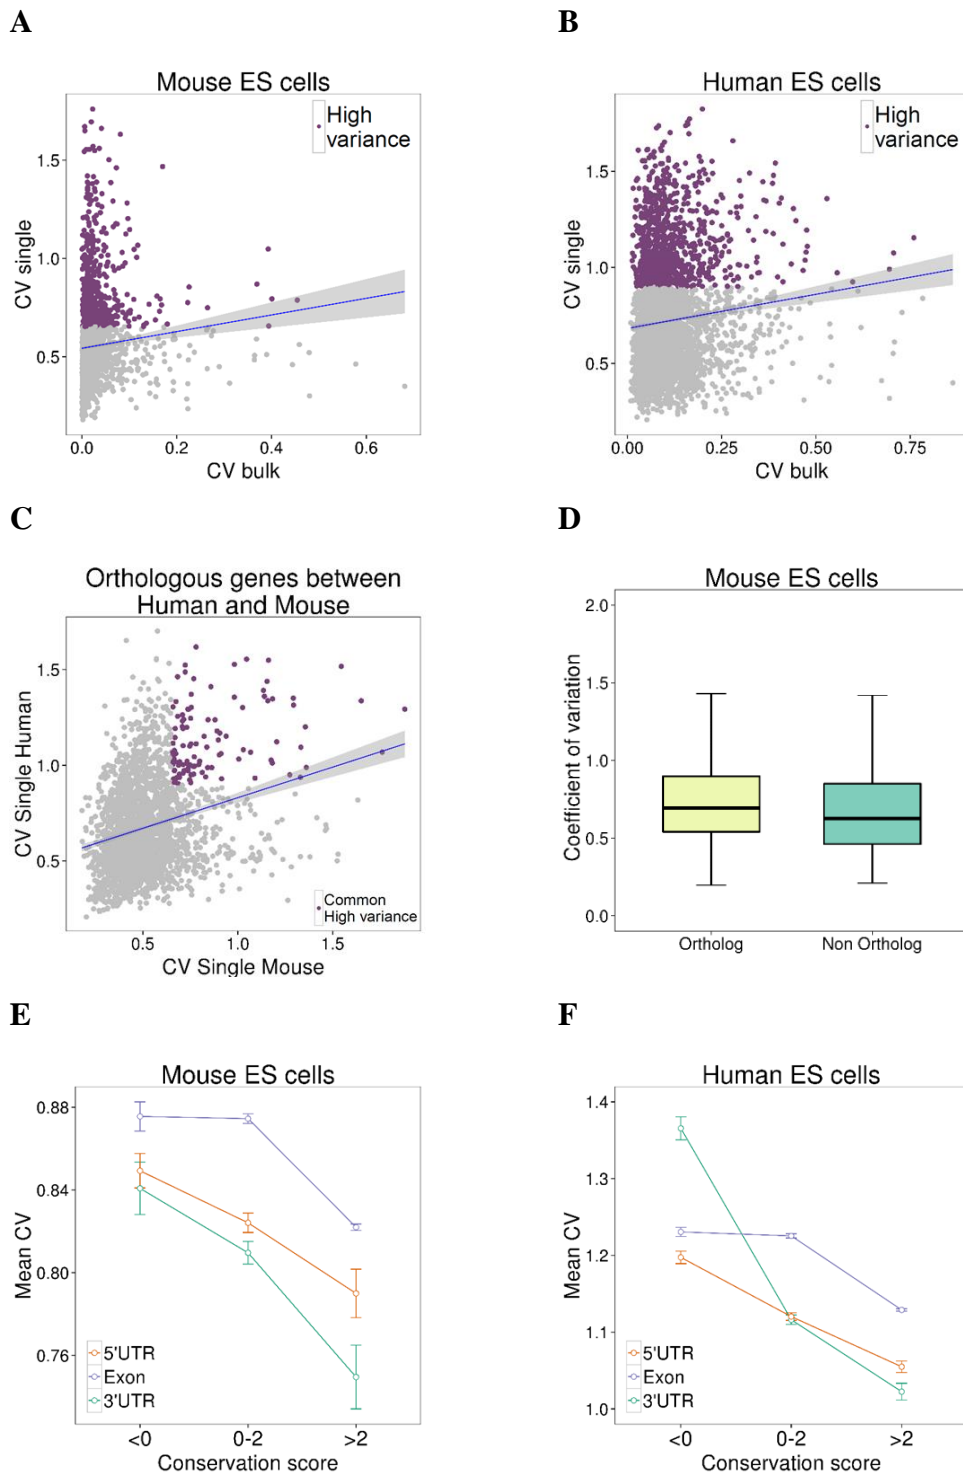 A
B
Mouse ES cells
High
variance
CV single
1.5
1.0
0.5
0.0
0.2
0.4
0.6
CV bulk
Human ES cells
High
variance
CV single
1.5
1.0
0.5
0.00
0.25
0.50
0.75
CV bulk
C
D
Orthologous genes between
Human and Mouse
CV Single Human
1.5
1.0
0.5
Common
High variance
0.5
1.0
1.5
CV Single Mouse
Mouse ES cells
Coefficient of variation
2.0
1.5
1.0
0.5
0.0
Ortholog
Non Ortholog
E
F
Mouse ES cells
Mean CV
0.88
0.84
0.80
0.76
5'UTR
Exon
3'UTR
<0
0-2
>2
Conservation score
Human ES cells
Mean CV
1.4
1.3
1.2
1.1
1.0
5'UTR
Exon
3'UTR
<0
0-2
>2
Conservation score